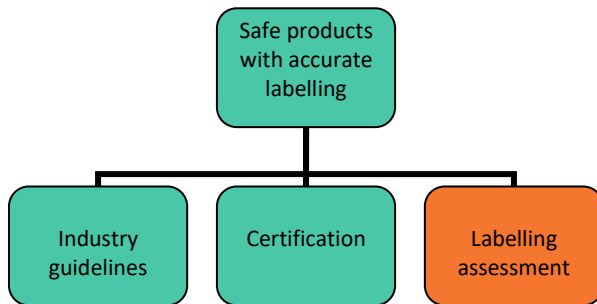 Safe products
with accurate
labelling
Industry
guidelines
Certification
Labelling
assessment